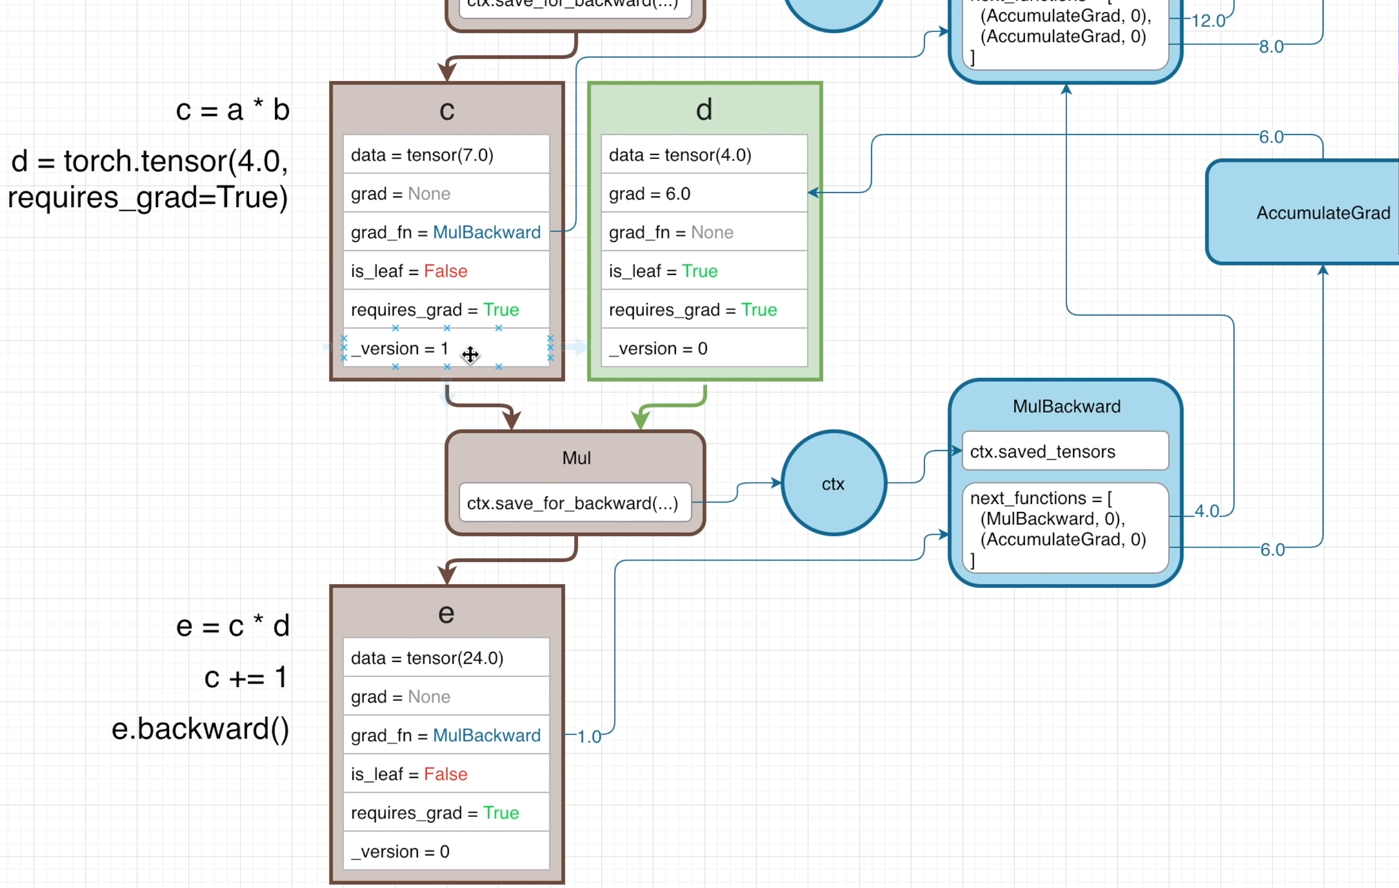 ctx.save_for_backward(...)
next_functions = [
(AccumulateGrad, 0),
(AccumulateGrad, 0)
]
12.0
8.0
c = a * b
d = torch.tensor(4.0,
requires_grad=True)
c
data = tensor(7.0)
grad = None
grad_fn = MulBackward
is_leaf = False
requires_grad = True
_version = 1
d
data = tensor(4.0)
grad = 6.0
grad_fn = None
is_leaf = True
requires_grad = True
_version = 0
6.0
AccumulateGrad
Mul
ctx.save_for_backward(...)
ctx
MulBackward
ctx.saved_tensors
next_functions = [
(MulBackward, 0),
(AccumulateGrad, 0)
]
4.0
6.0
e = c * d
c += 1
e.backward()
e
data = tensor(24.0)
grad = None
grad_fn = MulBackward
is_leaf = False
requires_grad = True
_version = 0
1.0